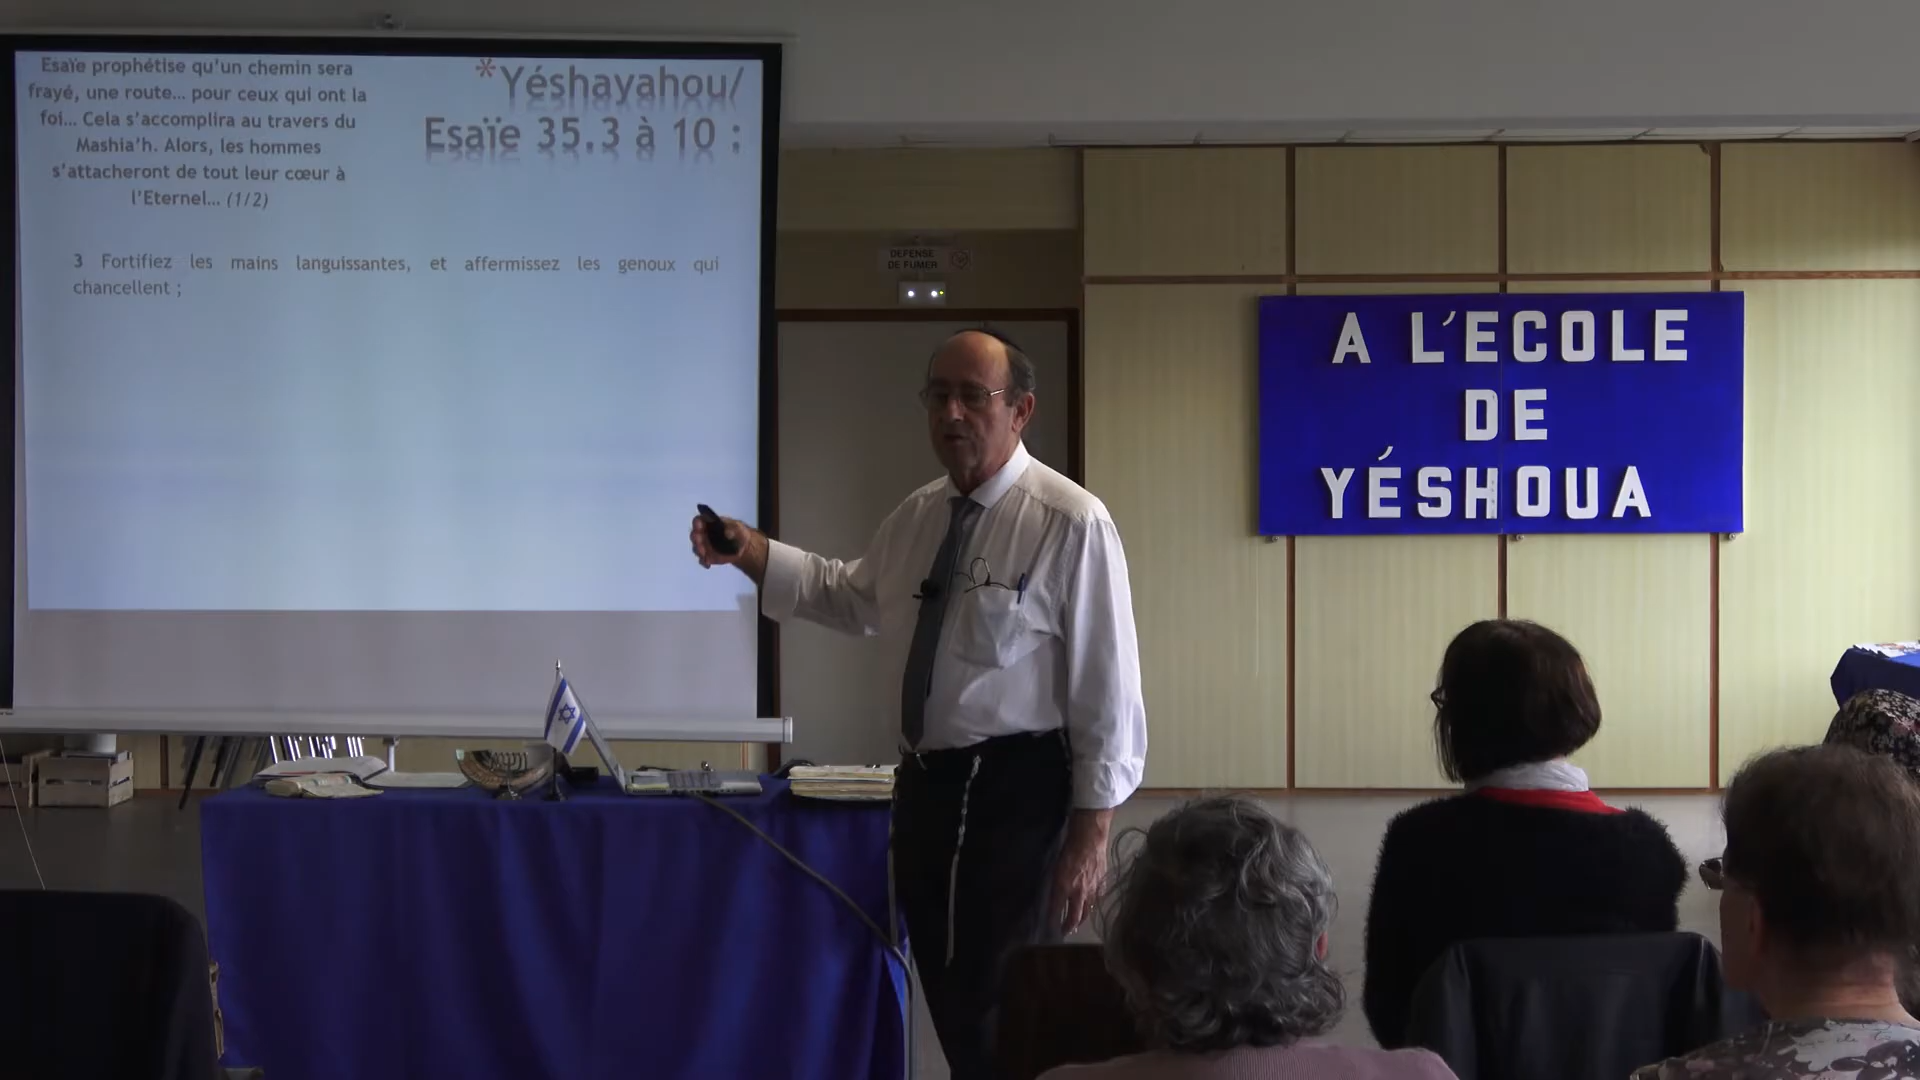 Esaïe prophétise qu'un chemin sera
frayé, une route... pour ceux qui ont la
foi... Cela s'accomplira au travers du
Mashia'h. Alors, les hommes
s'attacheront de tout leur cœur à
l'Eternel... (1/2)
*Yéshayahou/
Esaïe 35.3 à 10 :
3 Fortifiez les mains languissantes, et affermissez les genoux qui
chancellent ;
DEFENSE
DE FUMER
A L'ECOLE
DE
YÉSHOUA